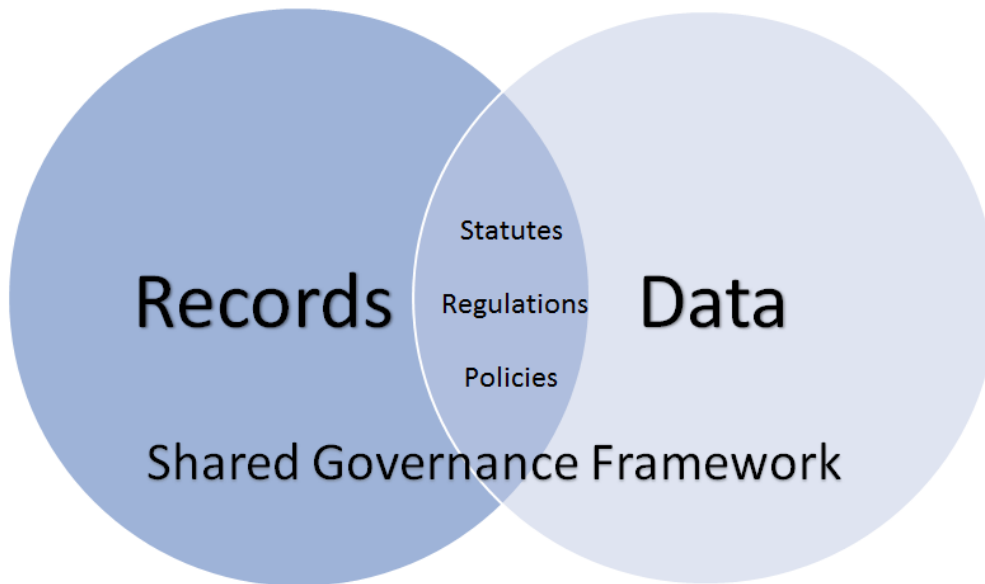 Statutes
Records
Regulations
Data
Policies
Shared Governance Framework